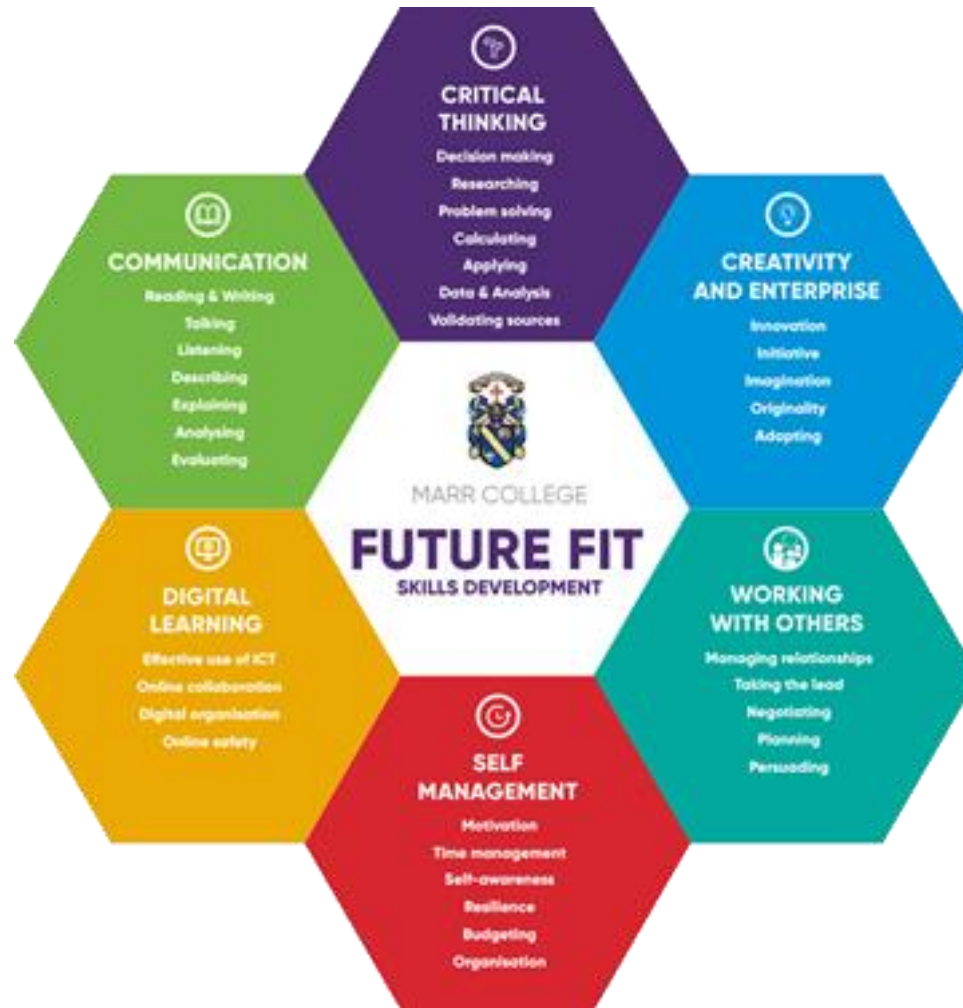 CRITICAL
THINKING
Decision making
Researching
Problem solving
Calculating
Applying
Data & Analysis
Validating sources
CREATIVITY
AND ENTERPRISE
Innovation
Initiative
Imagination
Originality
Adopting
WORKING
WITH OTHERS
Managing relationships
Taking the lead
Negotiating
Planning
Persuading
SELF
MANAGEMENT
Motivation
Time management
Self-awareness
Resilience
Budgeting
Organisation
DIGITAL
LEARNING
Effective use of ICT
Online collaboration
Digital organisation
Online safety
COMMUNICATION
Reading & Writing
Talking
Listening
Describing
Explaining
Analysing
Evaluating
MARR COLLEGE
FUTURE FIT
SKILLS DEVELOPMENT